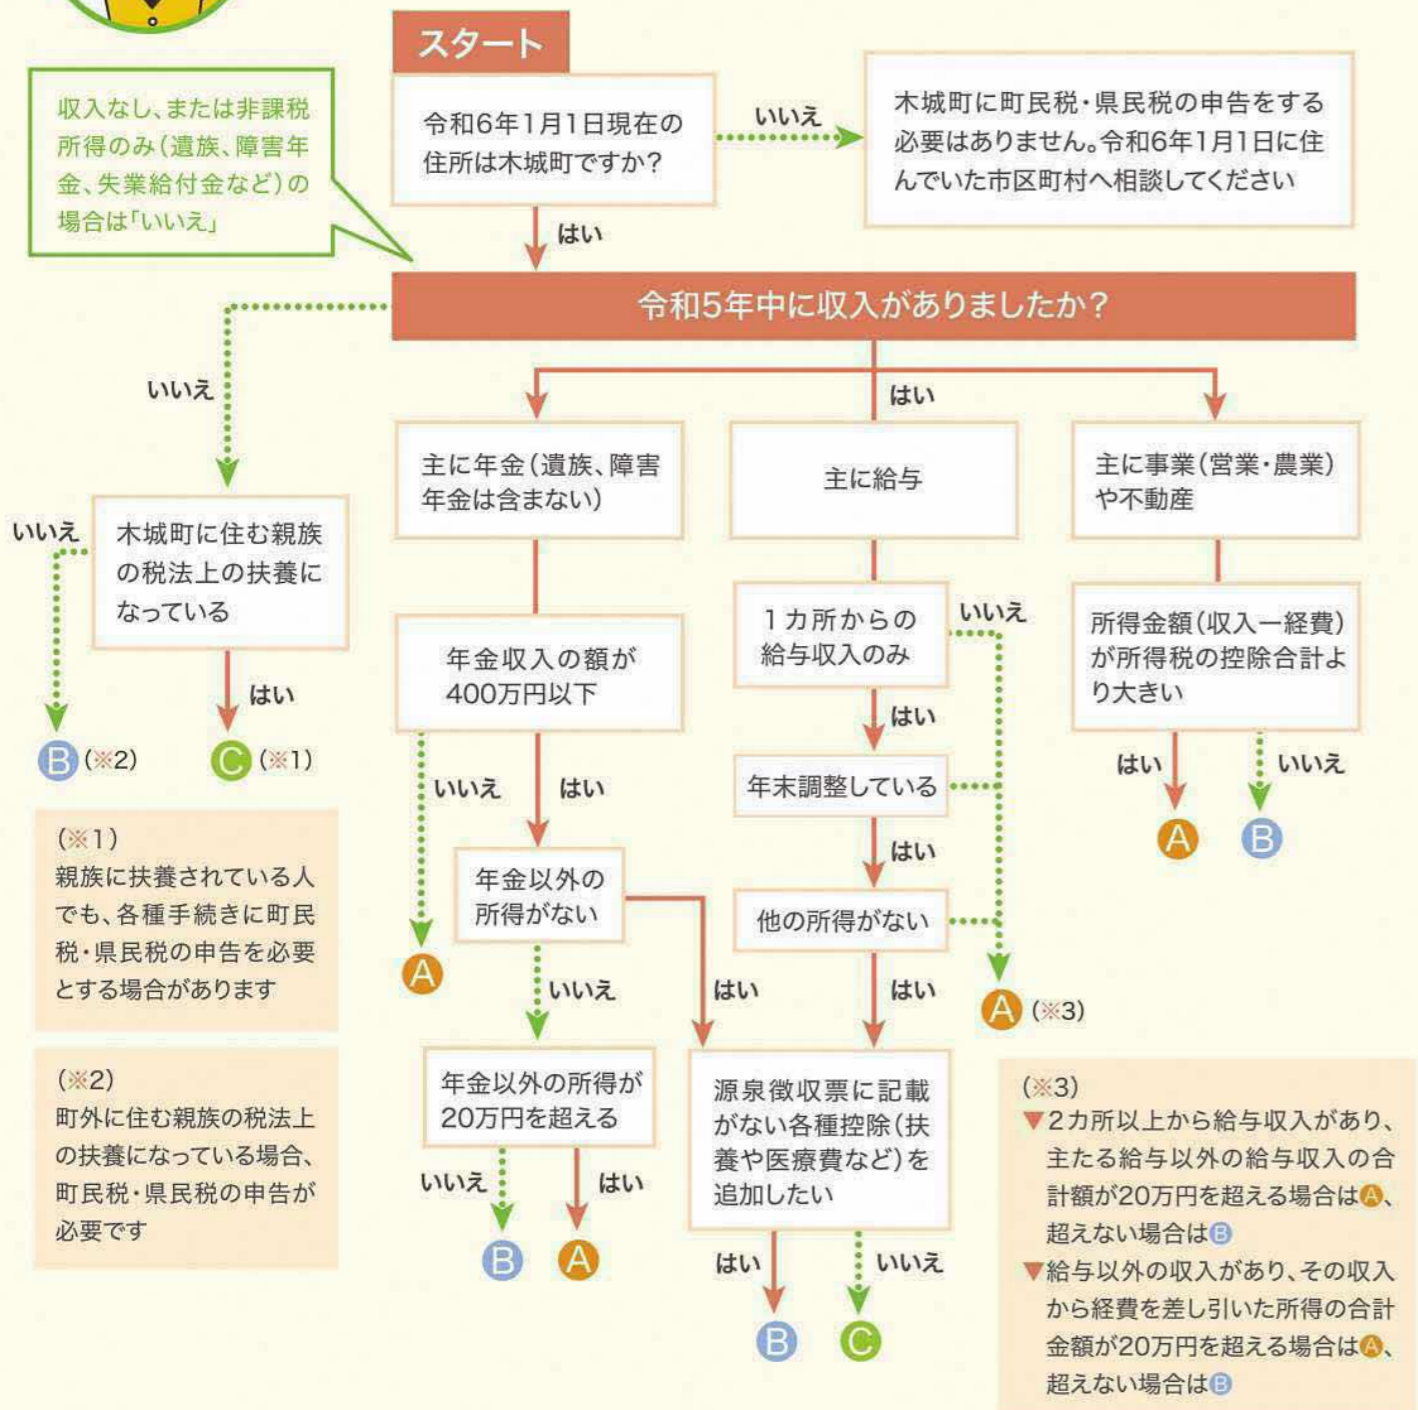 スタート
令和6年1月1日現在の
住所は木城町ですか?
いいえ
木城町に町民税・県民税の申告をする
必要はありません。令和6年1月1日に住
んでいた市区町村へ相談してください
収入なし、または非課税
所得のみ(遺族、障害年
金、失業給付金など)の
場合は「いいえ」
はい
令和5年中に収入がありましたか?
いいえ
はい
木城町に住む親族
の税法上の扶養に
なっている
いいえ
はい
B(※2)
C(※1)
(※1)
親族に扶養されている人
でも、各種手続きに町民
税・県民税の申告を必要
とする場合があります
(※2)
町外に住む親族の税法上
の扶養になっている場合、
町民税・県民税の申告が
必要です
主に年金(遺族、障害
年金は含まない)
年金収入の額が
400万円以下
いいえ
はい
A
年金以外の
所得がない
いいえ
はい
年金以外の所得が
20万円を超える
いいえ
はい
B
A
主に給与
1カ所からの
給与収入のみ
いいえ
はい
年末調整している
はい
他の所得がない
はい
A(※3)
源泉徴収票に記載
がない各種控除(扶
養や医療費など)を
追加したい
はい
いいえ
B
C
主に事業(営業・農業)
や不動産
所得金額(収入ー経費)
が所得税の控除合計よ
り大きい
はい
いいえ
A
B
(※3)
▼2カ所以上から給与収入があり、
主たる給与以外の給与収入の合
計額が20万円を超える場合はA、
超えない場合はB
▼給与以外の収入があり、その収入
から経費を差し引いた所得の合計
金額が20万円を超える場合はA、
超えない場合はB